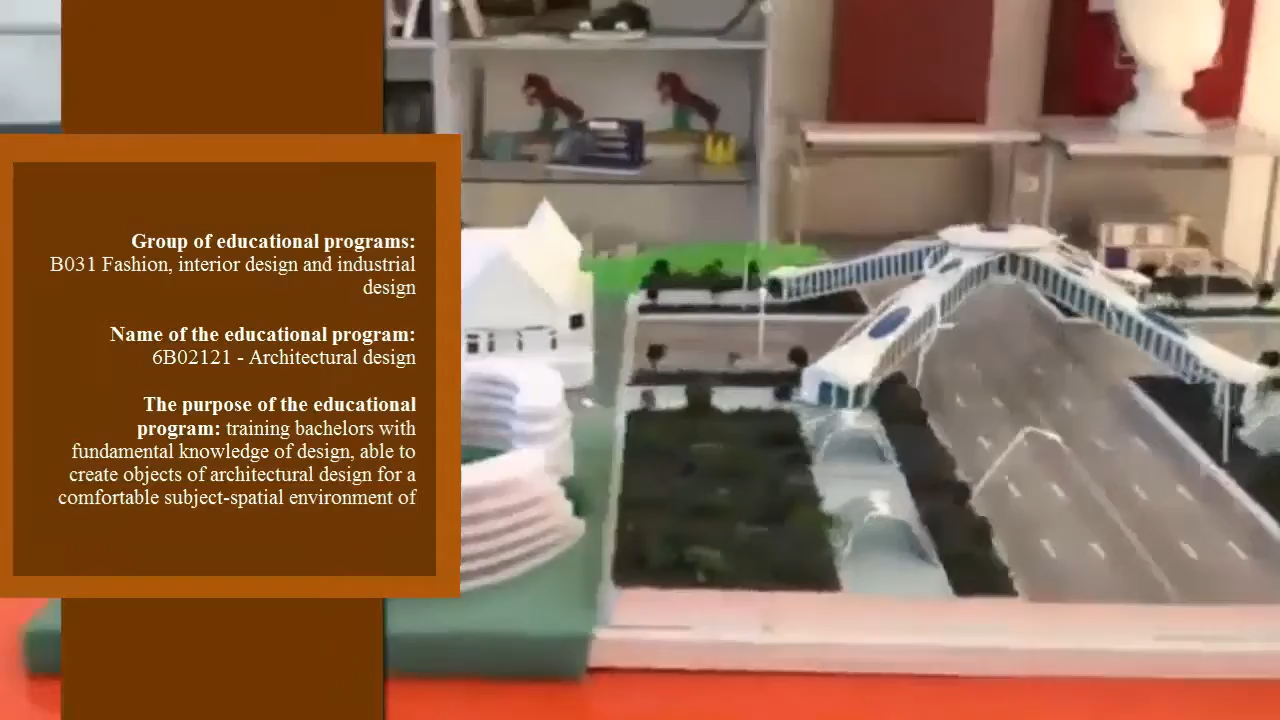 Group of educational programs:
B031 Fashion, interior design and industrial
design
Name of the educational program:
6B02121 - Architectural design
The purpose of the educational
program: training bachelors with
fundamental knowledge of design, able to
create objects of architectural design for a
comfortable subject-spatial environment of